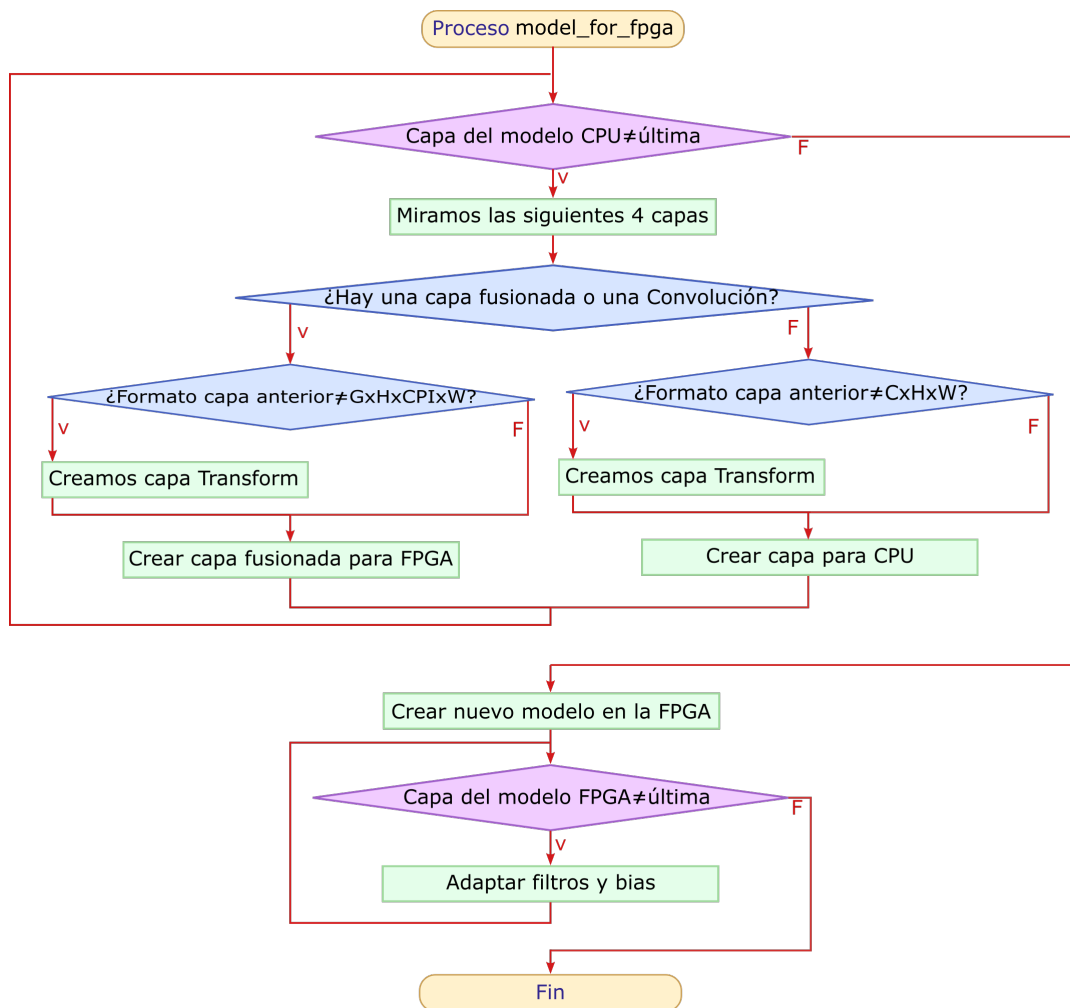 Proceso model_for_fpga
Capa del modelo CPU≠última
F
v
Miramos las siguientes 4 capas
¿Hay una capa fusionada o una Convolución?
v
F
¿Formato capa anterior≠GxHxCPIxW?
¿Formato capa anterior≠CxHxW?
v
F
v
F
Creamos capa Transform
Creamos capa Transform
Crear capa fusionada para FPGA
Crear capa para CPU
Crear nuevo modelo en la FPGA
Capa del modelo FPGA≠última
F
v
Adaptar filtros y bias
Fin